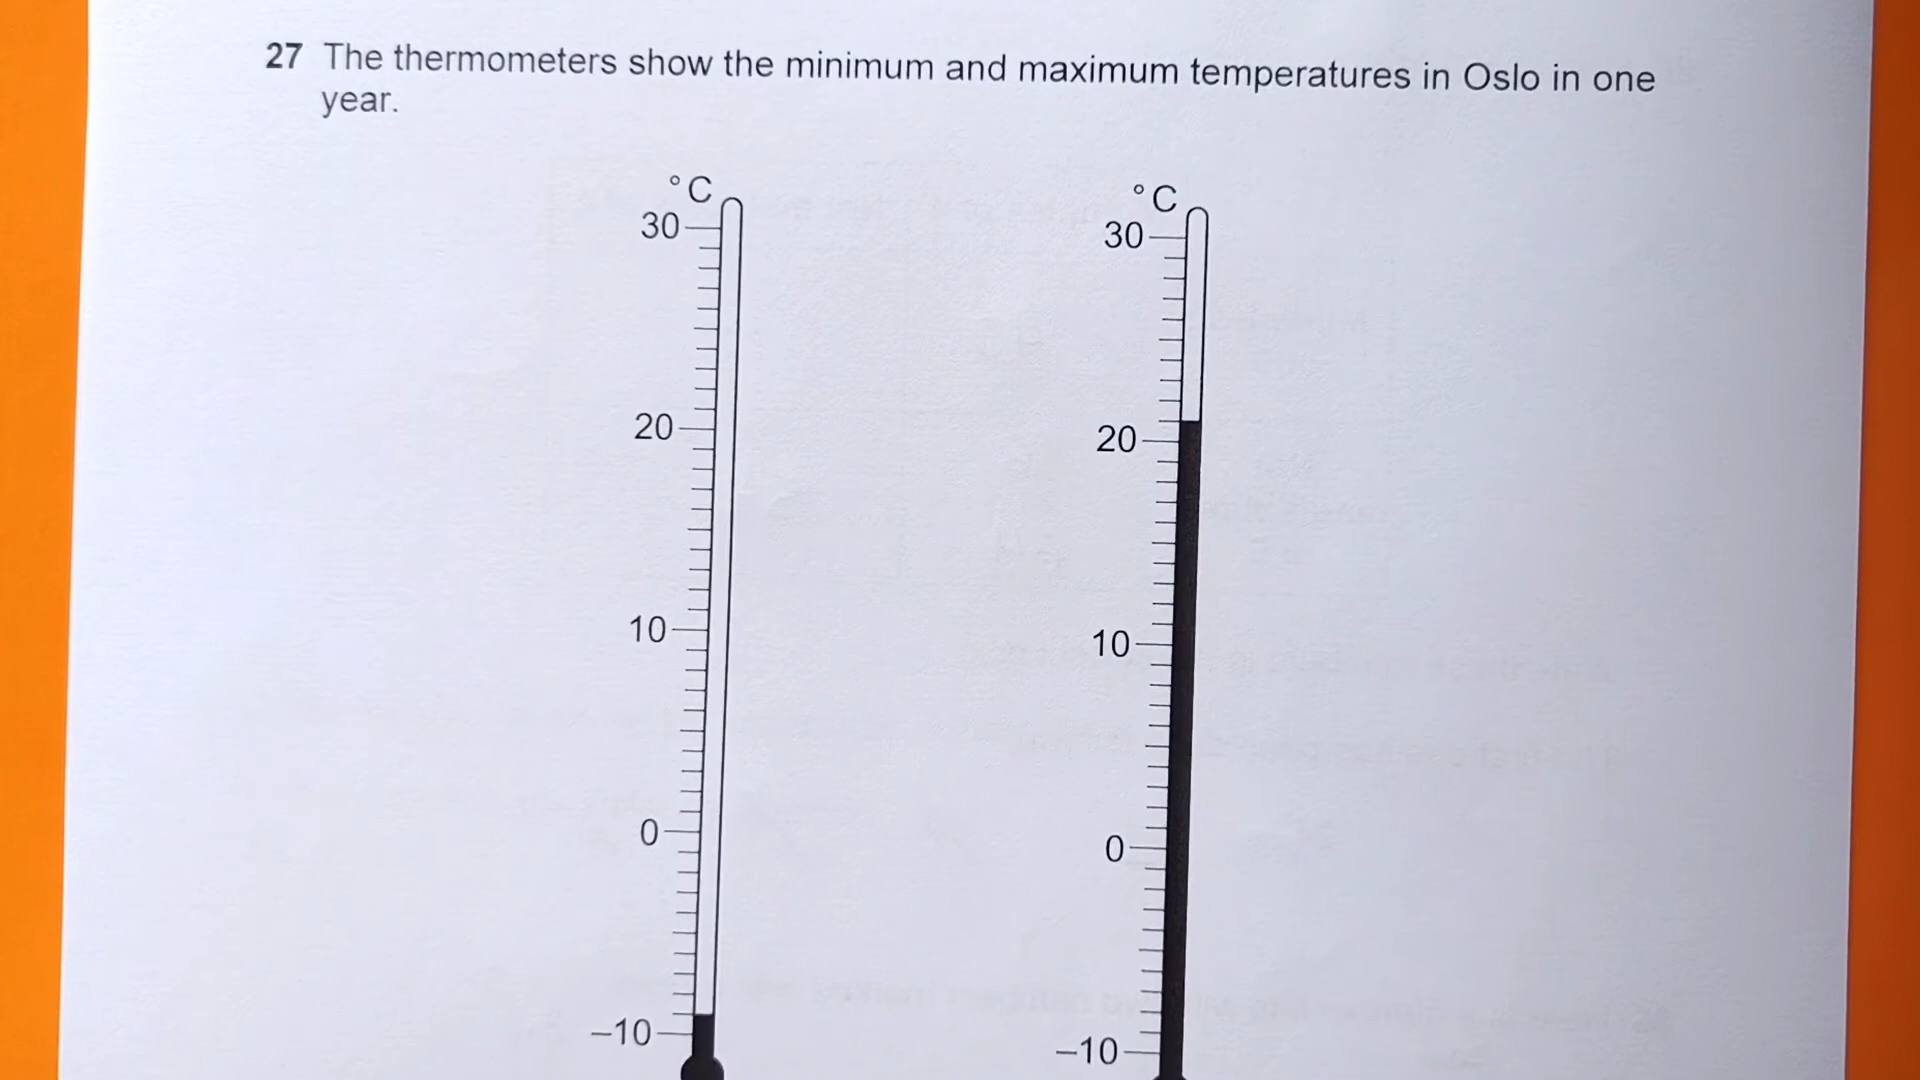 27 The thermometers show the minimum and maximum temperatures in Oslo in one
year.
°C
30
20
10
0
–10
°C
30
20
10
0
–10